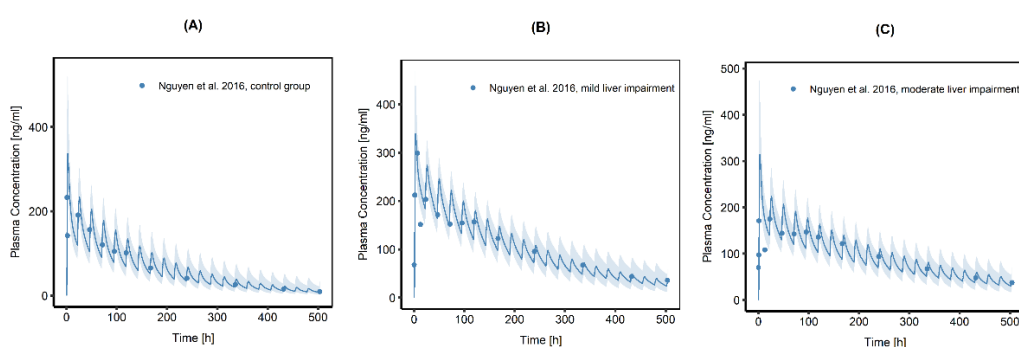 (A)
Nguyen et al. 2016, control group
Plasma Concentration [ng/ml]
400
200
0
0 100 200 300 400 500
Time [h]
(B)
Nguyen et al. 2016, mild liver impairment
Plasma Concentration [ng/ml]
400
300
200
100
0
0 100 200 300 400 500
Time [h]
(C)
Nguyen et al. 2016, moderate liver impairment
Plasma Concentration [ng/ml]
500
400
300
200
100
0
0 100 200 300 400 500
Time [h]